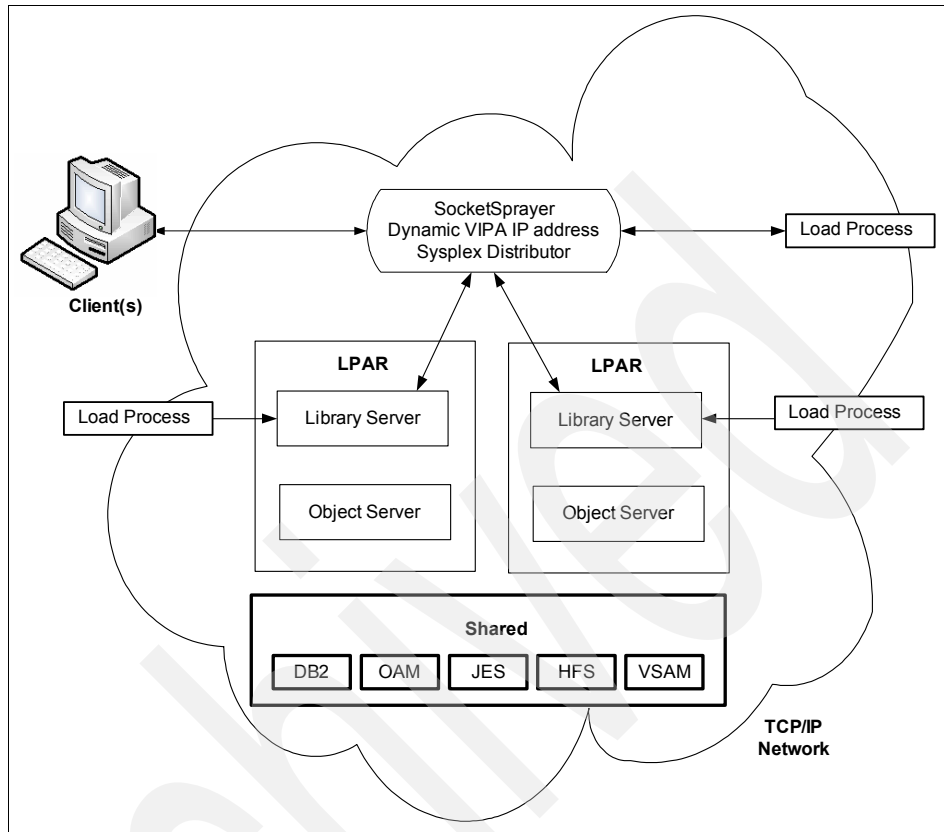 SocketSprayer
Dynamic VIPA IP address
Sysplex Distributor
Load Process
Client(s)
LPAR
LPAR
Load Process
Library Server
Library Server
Load Process
Object Server
Object Server
Shared
DB2
OAM
JES
HFS
VSAM
TCP/IP
Network